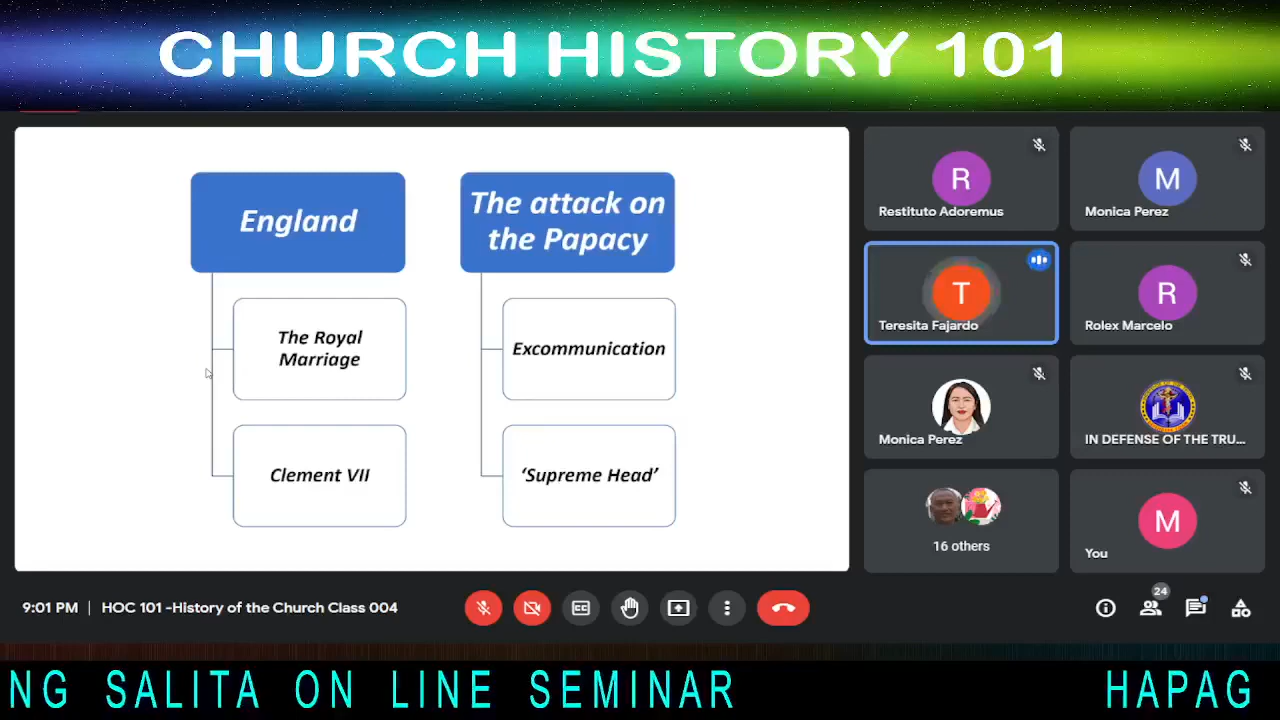 CHURCH HISTORY 101
England
The attack on
the Papacy
The Royal
Marriage
Excommunication
Clement VII
‘Supreme Head’
R
Restituto Adoremus
M
Monica Perez
T
Teresita Fajardo
R
Rolex Marcelo
Monica Perez
IN DEFENSE OF THE TRU...
16 others
M
You
9:01 PM | HOC 101 -History of the Church Class 004
CC
24
NG SALITA ON LINE SEMINAR HAPAG